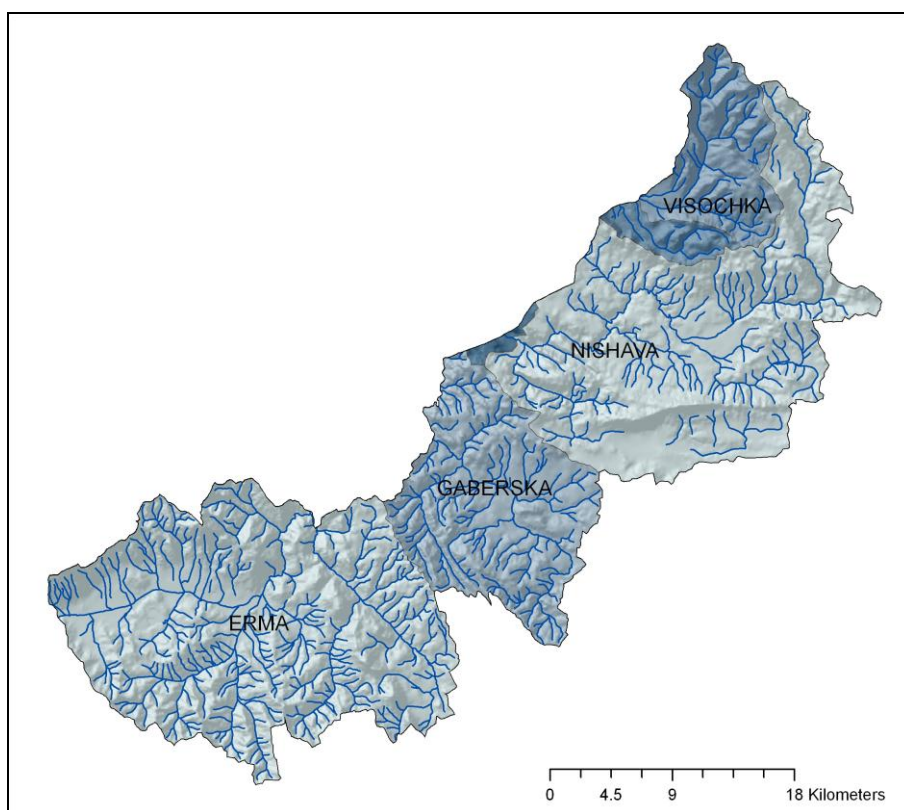 VISOCHKA
NISHAVA
GABERSKA
ERMA
0 4.5 9 18 Kilometers